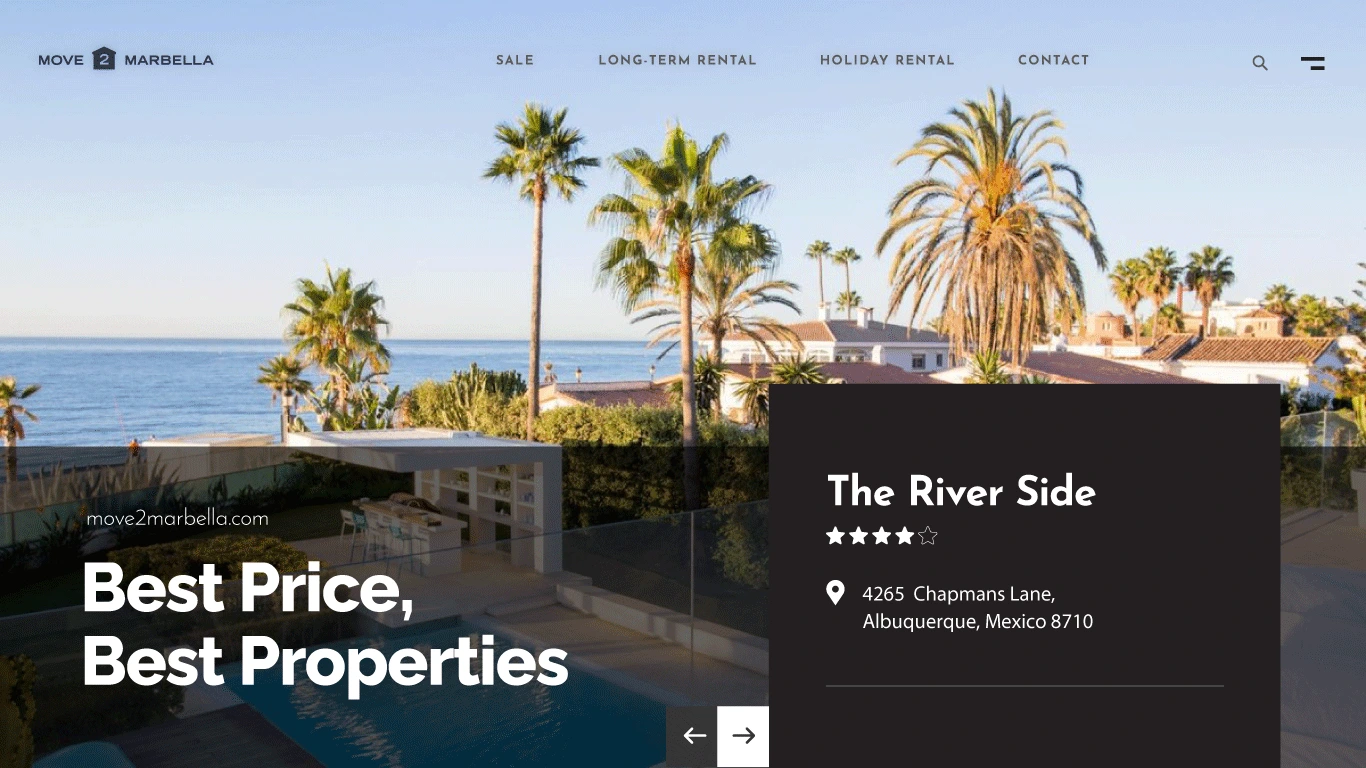 MOVE 2 MARBELLA
SALE
LONG-TERM RENTAL
HOLIDAY RENTAL
CONTACT
move2marbella.com
Best Price,
Best Properties
The River Side
4265 Chapmans Lane,
Albuquerque, Mexico 8710